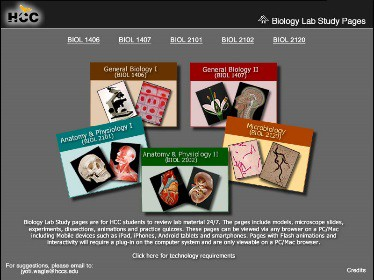 HCC
Biology Lab Study Pages
BIOL 1406 BIOL 1407 BIOL 2101 BIOL 2102 BIOL 2120
General Biology I
(BIOL 1406)
General Biology II
(BIOL 1407)
Anatomy & Physiology I
(BIOL 2101)
Anatomy & Physiology II
(BIOL 2102)
Microbiology
(BIOL 2120)
Biology Lab Study pages are for HCC students to review lab material 24/7. The pages include models, microscope slides,
experiments, dissections, animations and practice quizzes. These pages can be viewed via any browser on a PC/Mac
including Mobile devices such as iPad, iPhones, Android tablets and smartphones. Pages with Flash animations and
interactivity will require a plug-in on the computer system and are only viewable on a PC/Mac browser.
Click here for technology requirements
For suggestions, please email to:
Credits